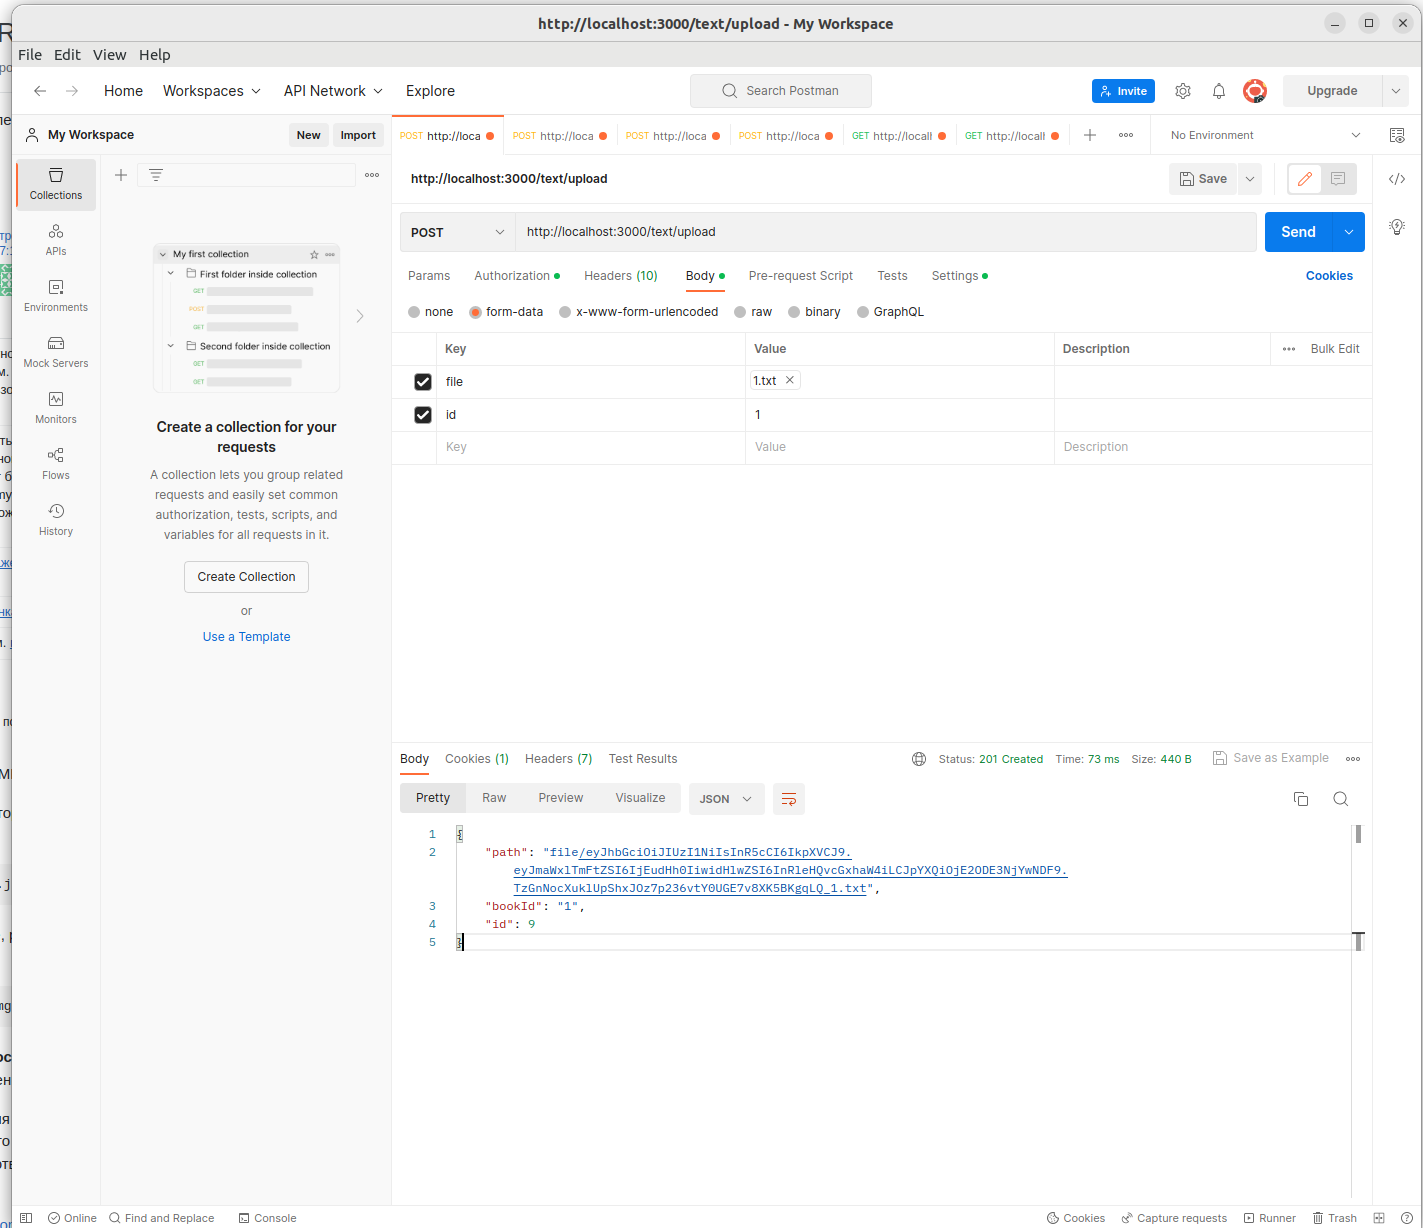 http://localhost:3000/text/upload - My Workspace
File Edit View Help
Home Workspaces API Network Explore Search Postman Invite Upgrade
My Workspace New Import
POST http://loca POST http://loca POST http://loca POST http://loca GET http://locall GET http://locall No Environment
Collections
APIs
Environments
Mock Servers
Monitors
Flows
History
My first collection
First folder inside collection
GET
POST
GET
Second folder inside collection
GET
GET
Create a collection for your
requests
A collection lets you group related
requests and easily set common
authorization, tests, scripts, and
variables for all requests in it.
Create Collection
or
Use a Template
http://localhost:3000/text/upload Save
POST http://localhost:3000/text/upload Send
Params Authorization Headers (10) Body Pre-request Script Tests Settings Cookies
none form-data x-www-form-urlencoded raw binary GraphQL
Key Value Description Bulk Edit
file 1.txt
id 1
Key Value Description
Body Cookies (1) Headers (7) Test Results Status: 201 Created Time: 73 ms Size: 440 B Save as Example
Pretty Raw Preview Visualize JSON
1 {
2 "path": "file/eyJhbGciOiJIUzI1NiIsInR5cCI6IkpXVCJ9.
eyJmaWxlTmFtZSI6IjEudHh0IiwidHlwZSI6InRleHQvcGxhaW4iLCJpYXQiOjE2ODE3NjYwNDF9.
TzGnNocXuklUpShxJOz7p236vtY0UGE7v8XK5BKgqLQ_1.txt",
3 "bookId": "1",
4 "id": 9
5 }
Online Find and Replace Console Cookies Capture requests Runner Trash